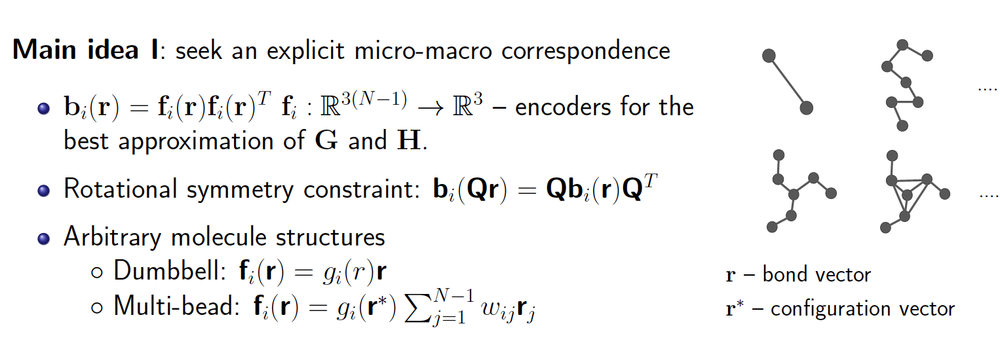 Main idea I: seek an explicit micro-macro correspondence
b_i(r) = f_i(r)f_i(r)^T f_i : ℝ^{3(N−1)} → ℝ^3 – encoders for the
best approximation of G and H.
Rotational symmetry constraint: b_i(Qr) = Qb_i(r)Q^T
Arbitrary molecule structures
○ Dumbbell: f_i(r) = g_i(r)r
○ Multi-bead: f_i(r) = g_i(r*) ∑_{j=1}^{N−1} w_{ij}r_j
....
....
r – bond vector
r* – configuration vector